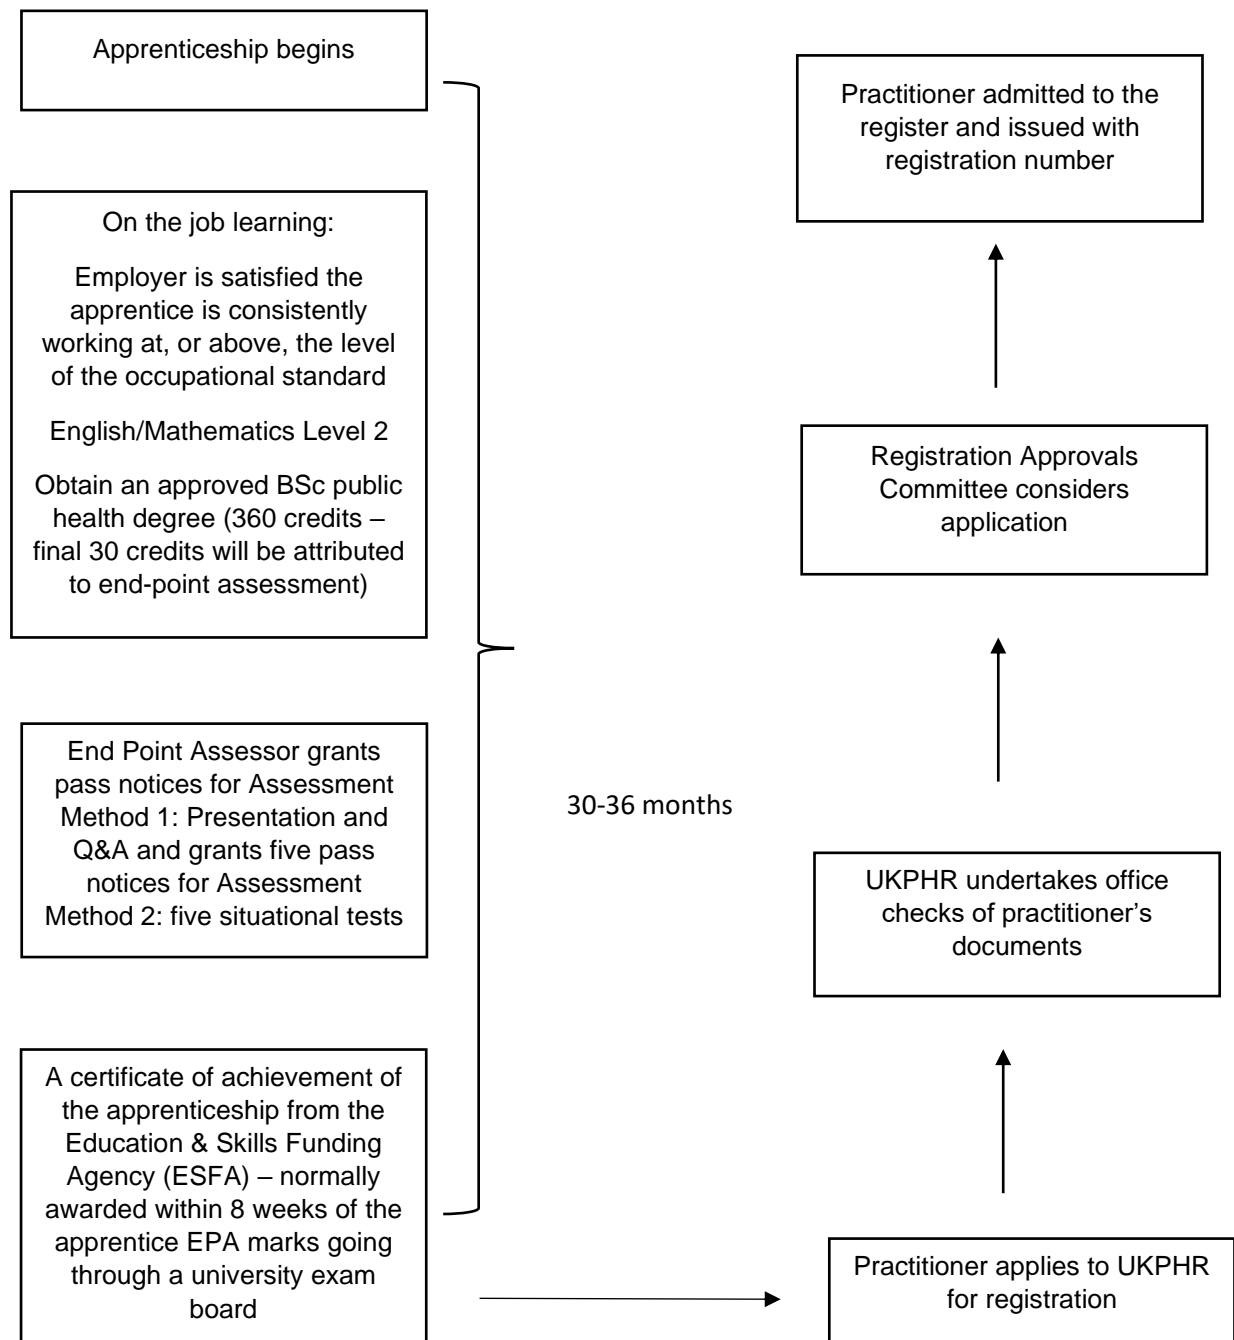 Apprenticeship begins
On the job learning:
Employer is satisfied the
apprentice is consistently
working at, or above, the level
of the occupational standard
English/Mathematics Level 2
Obtain an approved BSc public
health degree (360 credits –
final 30 credits will be attributed
to end-point assessment)
End Point Assessor grants
pass notices for Assessment
Method 1: Presentation and
Q&A and grants five pass
notices for Assessment
Method 2: five situational tests
A certificate of achievement of
the apprenticeship from the
Education & Skills Funding
Agency (ESFA) – normally
awarded within 8 weeks of the
apprentice EPA marks going
through a university exam
board
30-36 months
Practitioner applies to UKPHR
for registration
UKPHR undertakes office
checks of practitioner’s
documents
Registration Approvals
Committee considers
application
Practitioner admitted to the
register and issued with
registration number